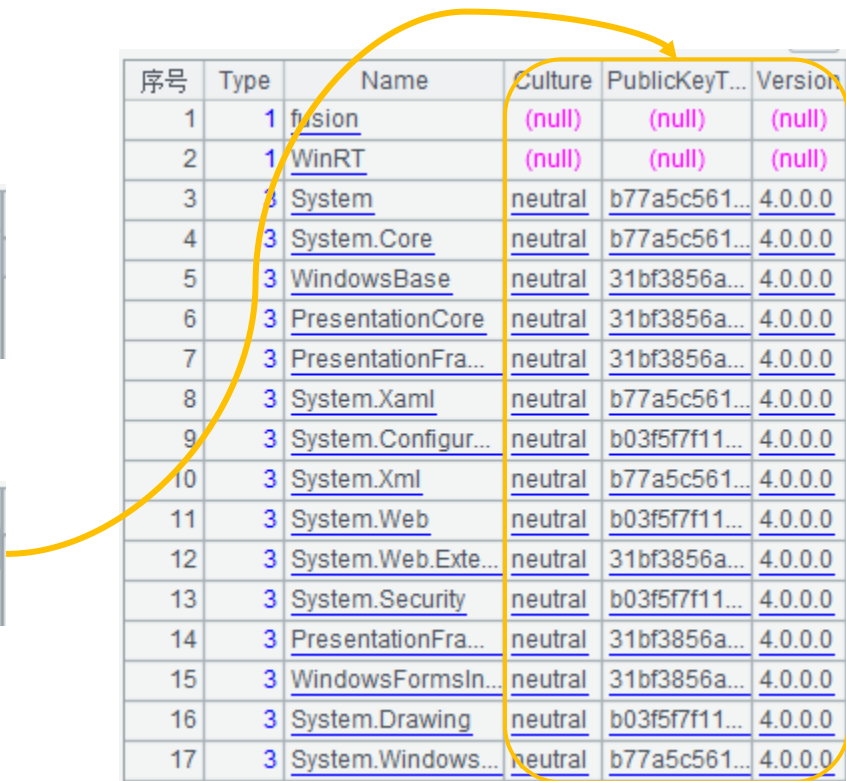 序号 Type Name Culture PublicKeyT... Version
1 1 fusion (null) (null) (null)
2 1 WinRT (null) (null) (null)
3 3 System neutral b77a5c561... 4.0.0.0
4 3 System.Core neutral b77a5c561... 4.0.0.0
5 3 WindowsBase neutral 31bf3856a... 4.0.0.0
6 3 PresentationCore neutral 31bf3856a... 4.0.0.0
7 3 PresentationFra... neutral 31bf3856a... 4.0.0.0
8 3 System.Xaml neutral b77a5c561... 4.0.0.0
9 3 System.Configur... neutral b03f5f7f11... 4.0.0.0
10 3 System.Xml neutral b77a5c561... 4.0.0.0
11 3 System.Web neutral b03f5f7f11... 4.0.0.0
12 3 System.Web.Exte... neutral 31bf3856a... 4.0.0.0
13 3 System.Security neutral b03f5f7f11... 4.0.0.0
14 3 PresentationFra... neutral 31bf3856a... 4.0.0.0
15 3 WindowsFormsIn... neutral 31bf3856a... 4.0.0.0
16 3 System.Drawing neutral b03f5f7f11... 4.0.0.0
17 3 System.Windows... neutral b77a5c561... 4.0.0.0